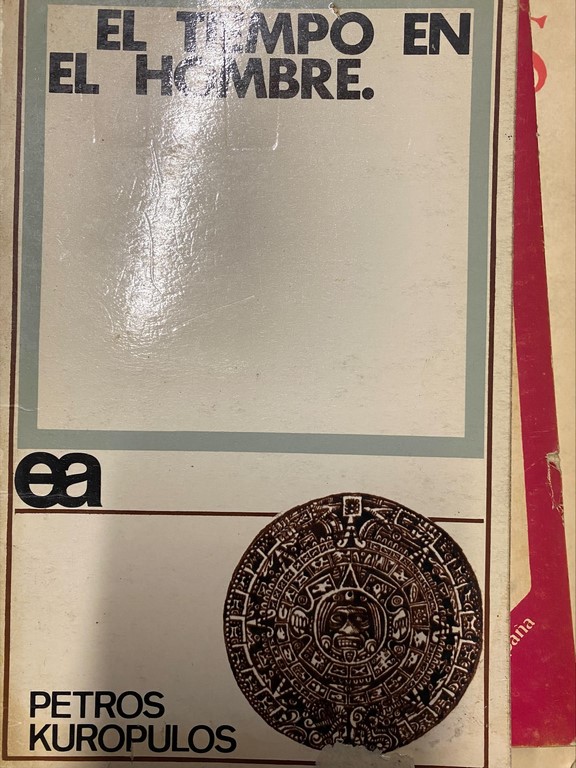 EL TIEMPO EN
EL HOMBRE.
ea
PETROS
KUROPULOS